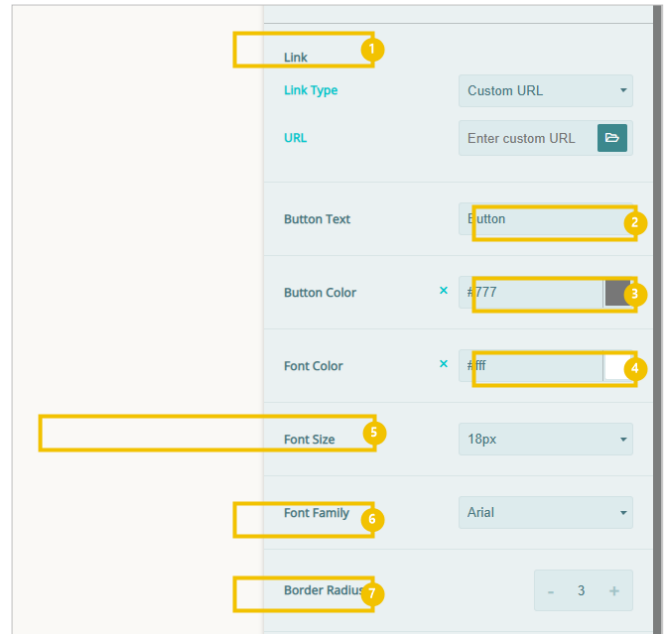 Link 1
Link Type Custom URL
URL Enter custom URL
Button Text Button 2
Button Color × #777 3
Font Color × #fff 4
Font Size 5 18px
Font Family 6 Arial
Border Radius 7 - 3 +